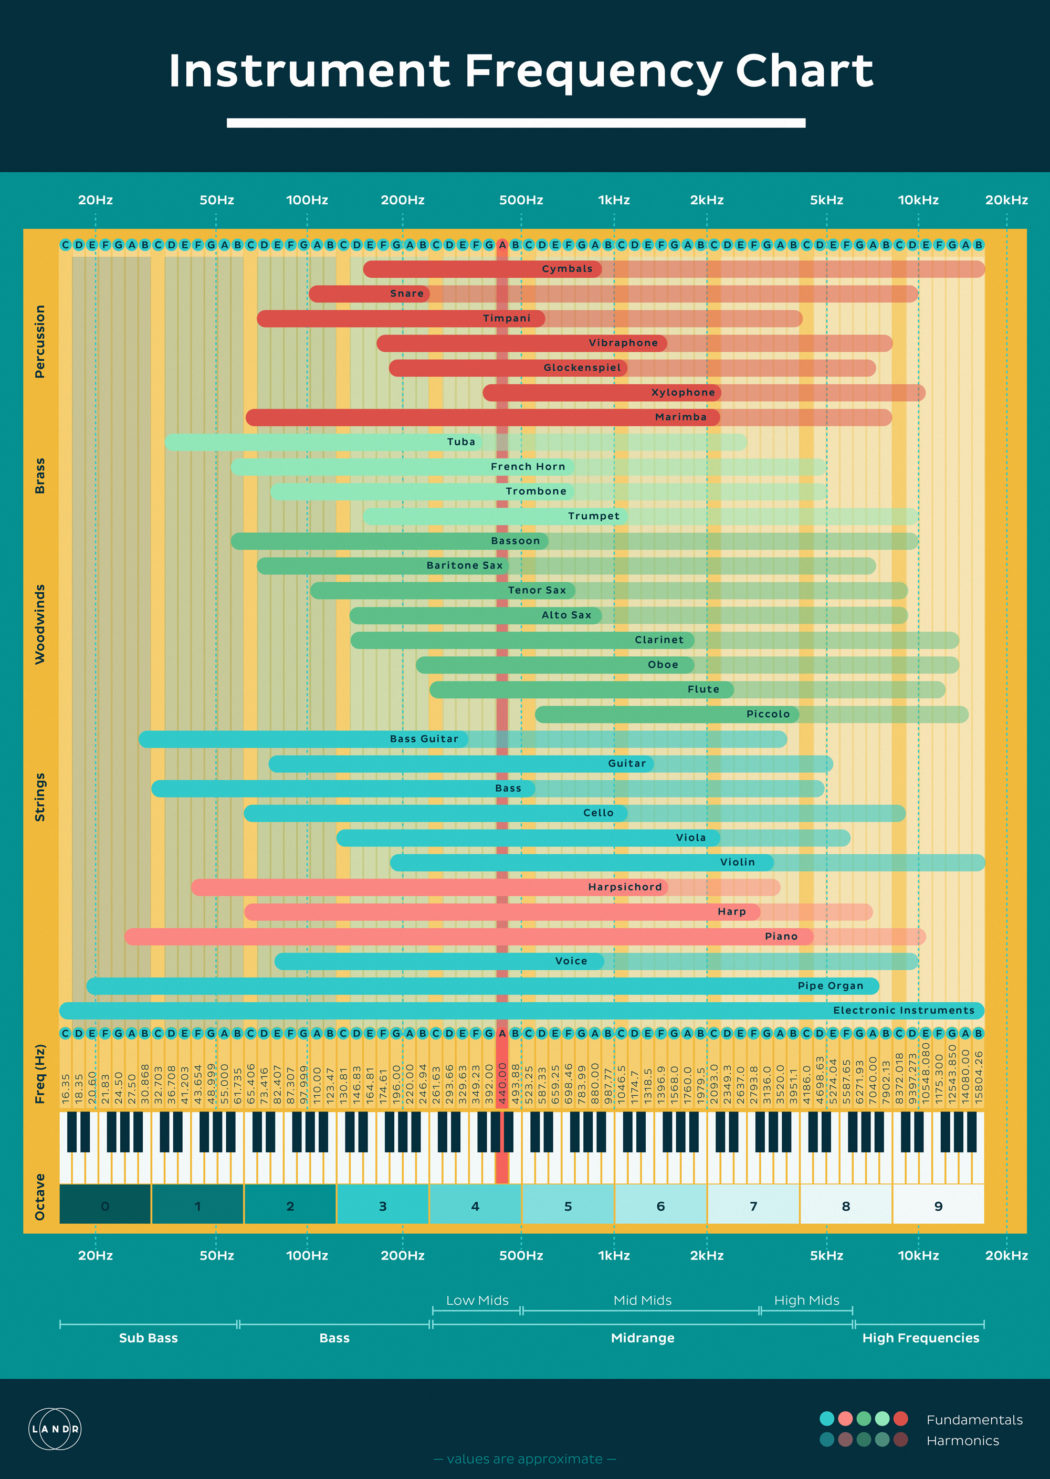 Instrument Frequency Chart
20Hz 50Hz 100Hz 200Hz 500Hz 1kHz 2kHz 5kHz 10kHz 20kHz
C D E F G A B C D E F G A B C D E F G A B C D E F G A B C D E F G A B C D E F G A B C D E F G A B C D E F G A B C D E F G A B C D E F G A B
Percussion
Cymbals
Snare
Timpani
Vibraphone
Glockenspiel
Xylophone
Marimba
Brass
Tuba
French Horn
Trombone
Trumpet
Woodwinds
Bassoon
Baritone Sax
Tenor Sax
Alto Sax
Clarinet
Oboe
Flute
Piccolo
Strings
Bass Guitar
Guitar
Bass
Cello
Viola
Violin
Harpsichord
Harp
Piano
Voice
Pipe Organ
Electronic Instruments
C D E F G A B C D E F G A B C D E F G A B C D E F G A B C D E F G A B C D E F G A B C D E F G A B C D E F G A B C D E F G A B C D E F G A B
Freq (Hz)
16.35 18.35 20.60 21.83 24.50 27.50 30.868 32.703 36.708 41.203 43.654 48.999 55.000 61.735 65.406 73.416 82.407 87.307 97.999 110.00 123.47 130.81 146.83 164.81 174.61 196.00 220.00 246.94 261.63 293.66 329.63 349.23 392.00 440.00 493.88 523.25 587.33 659.25 698.46 783.99 880.00 987.77 1046.5 1174.7 1318.5 1396.9 1568.0 1760.0 1979.5 2093.0 2349.3 2637.0 2793.8 3136.0 3520.0 3951.1 4186.0 4698.63 5274.04 5587.65 6271.93 7040.00 7902.13 8372.018 9397.273 10548.080 1175.300 12543.850 14080.00 15804.26
Octave
0 1 2 3 4 5 6 7 8 9
20Hz 50Hz 100Hz 200Hz 500Hz 1kHz 2kHz 5kHz 10kHz 20kHz
Low Mids Mid Mids High Mids
Sub Bass Bass Midrange High Frequencies
LANDR
Fundamentals
Harmonics
— values are approximate —